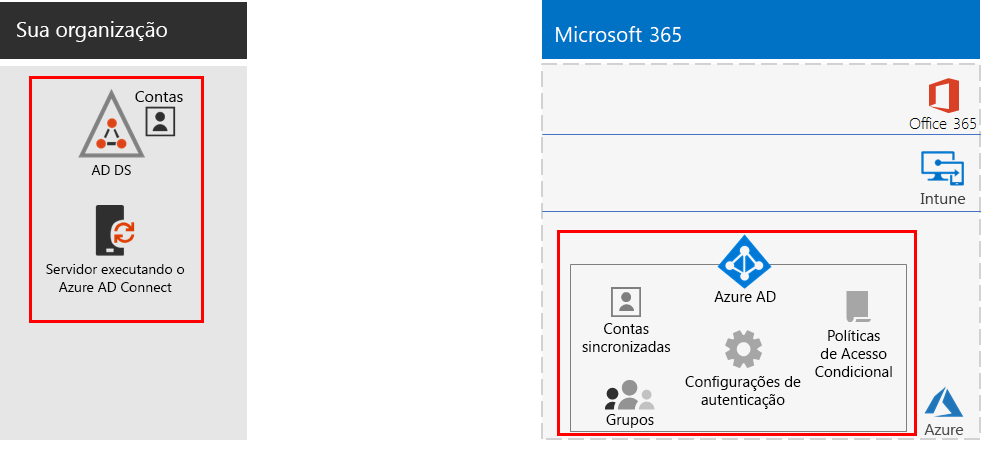 Sua organização
Contas
AD DS
Servidor executando o
Azure AD Connect
Microsoft 365
Office 365
Intune
Azure AD
Contas
sincronizadas
Configurações de
autenticação
Políticas
de Acesso
Condicional
Grupos
Azure